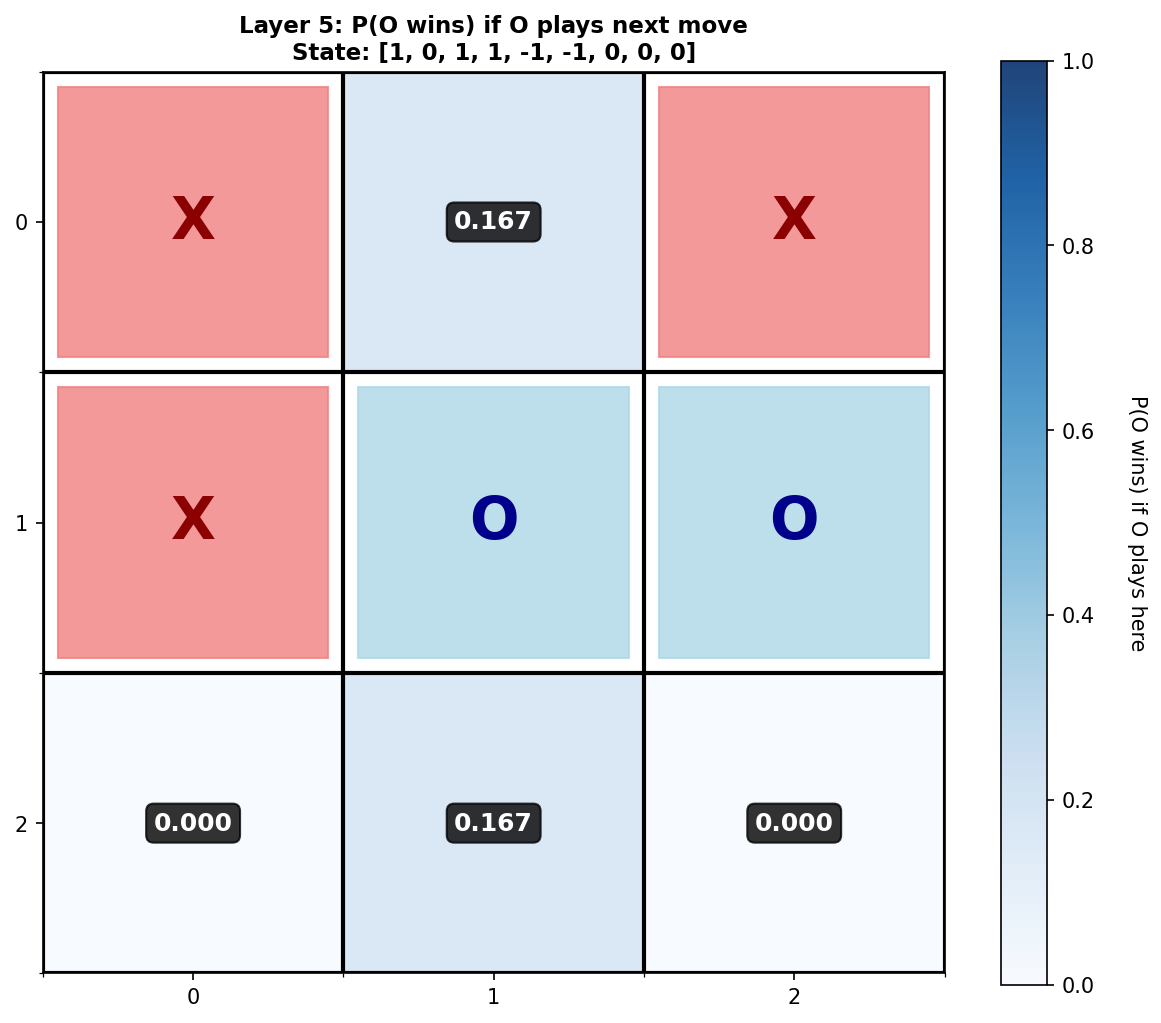 Layer 5: P(O wins) if O plays next move
State: [1, 0, 1, 1, -1, -1, 0, 0, 0]
X 0.167 X
X O O
0.000 0.167 0.000
0
1
2
0 1 2
1.0
0.8
0.6
0.4
0.2
0.0
P(O wins) if O plays here